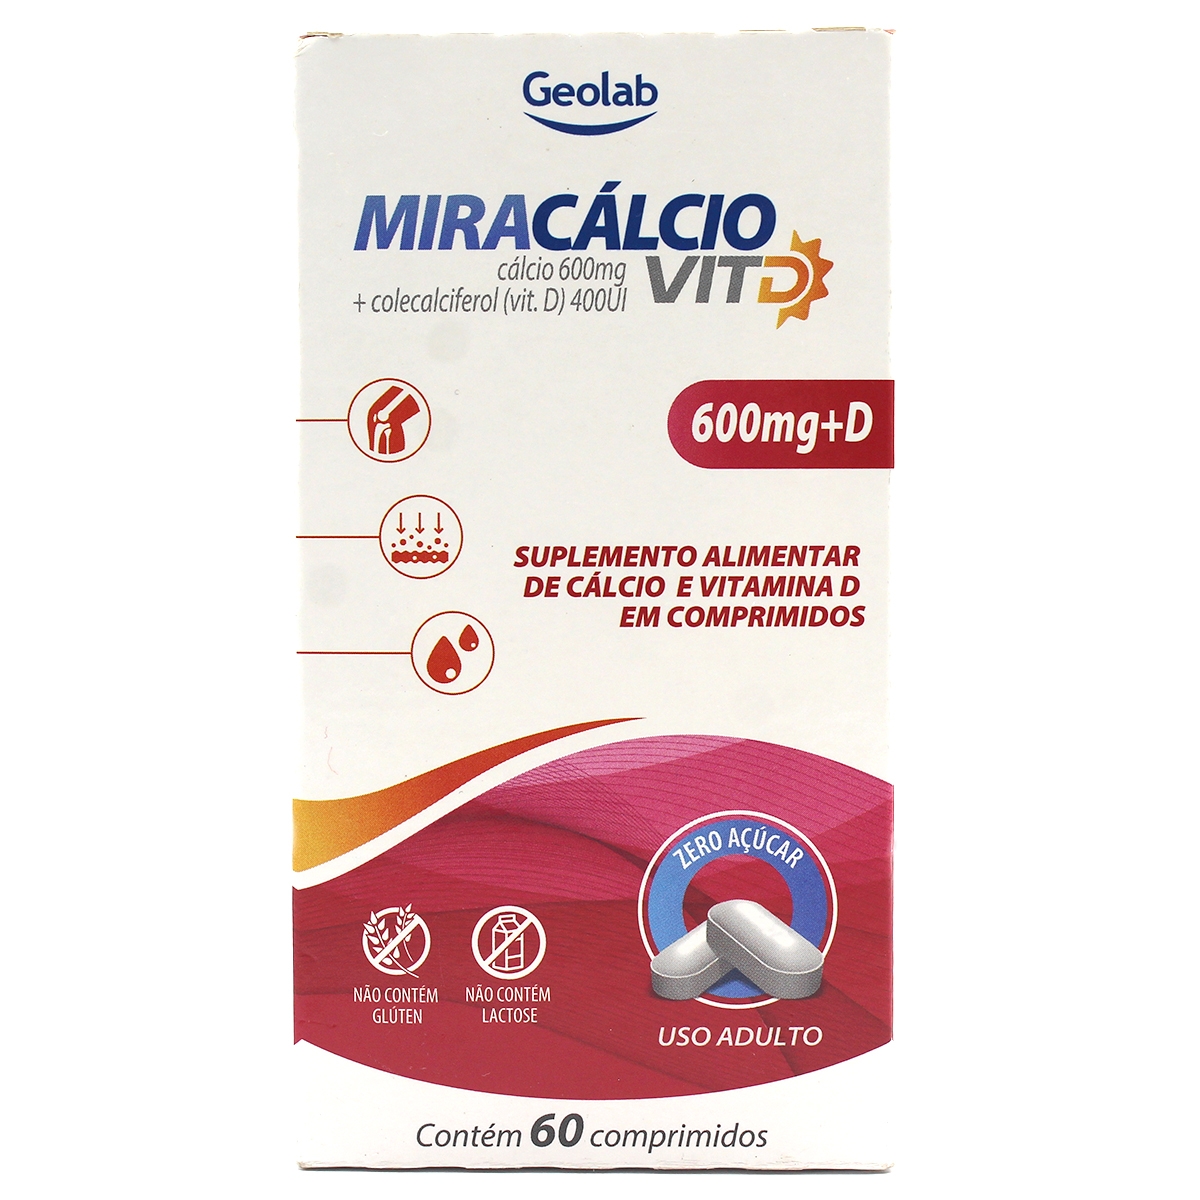 Geolab
MIRACÁLCIO
cálcio 600mg
+ colecalciferol (vit. D) 400UI
VITD
600mg+D
SUPLEMENTO ALIMENTAR
DE CÁLCIO E VITAMINA D
EM COMPRIMIDOS
ZERO AÇÚCAR
NÃO CONTÉM
GLÚTEN
NÃO CONTÉM
LACTOSE
USO ADULTO
Contém 60 comprimidos